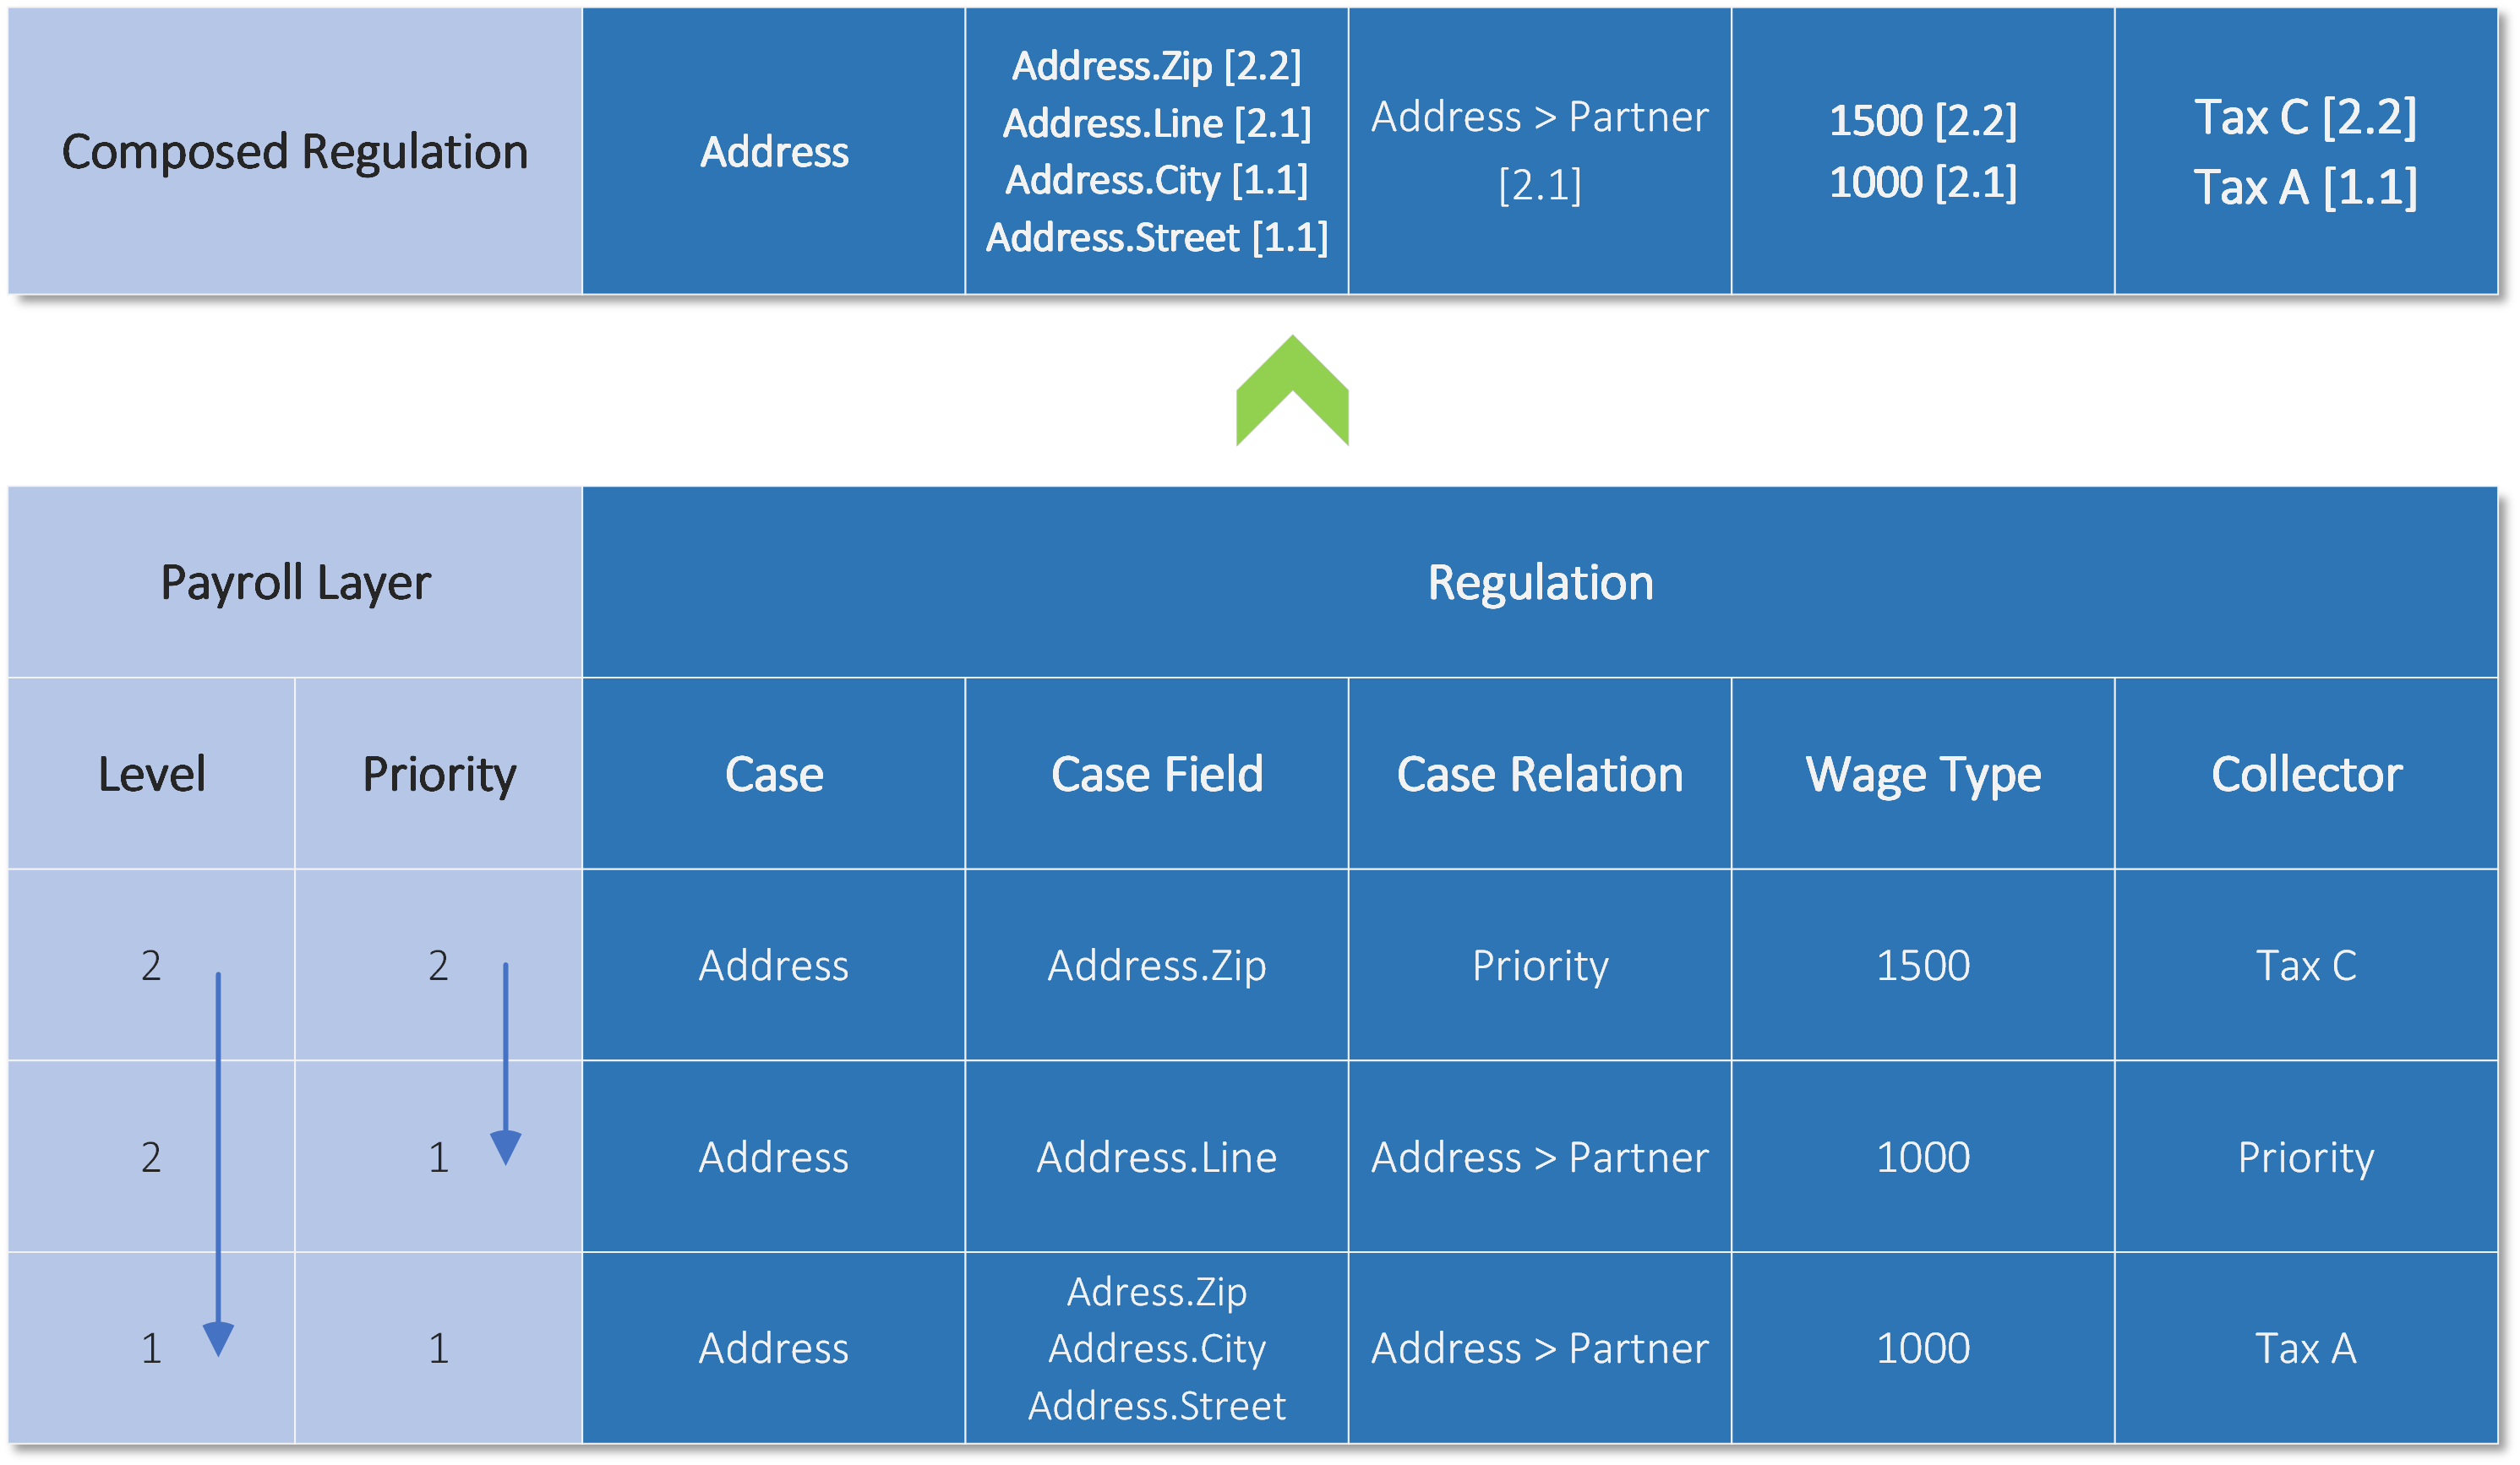 Composed Regulation
Address
Address.Zip [2.2]
Address.Line [2.1]
Address.City [1.1]
Address.Street [1.1]
Address > Partner
[2.1]
1500 [2.2]
1000 [2.1]
Tax C [2.2]
Tax A [1.1]
Payroll Layer
Regulation
Level
Priority
Case
Case Field
Case Relation
Wage Type
Collector
2
2
Address
Address.Zip
Priority
1500
Tax C
2
1
Address
Address.Line
Address > Partner
1000
Priority
1
1
Address
Adress.Zip
Address.City
Address.Street
Address > Partner
1000
Tax A